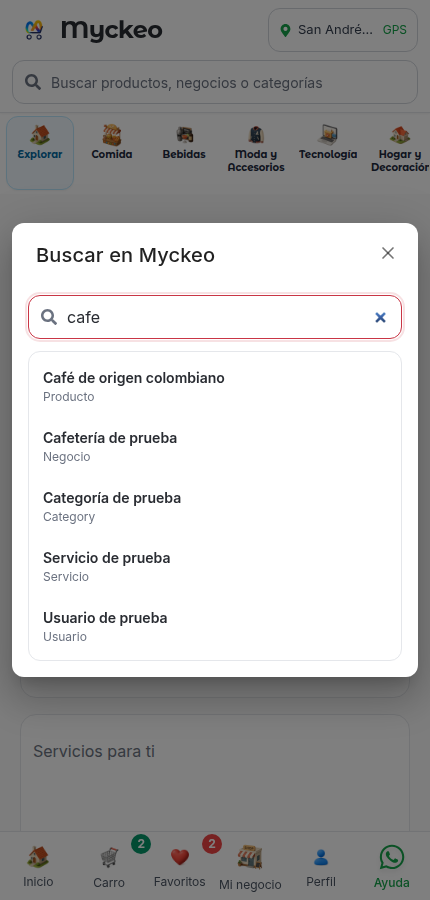 Myckeo
San André... GPS
Buscar productos, negocios o categorías
Explorar
Comida
Bebidas
Moda y
Accesorios
Tecnología
Hogar y
Decoración
Buscar en Myckeo
cafe
Café de origen colombiano
Producto
Cafetería de prueba
Negocio
Categoría de prueba
Category
Servicio de prueba
Servicio
Usuario de prueba
Usuario
Servicios para ti
2
2
Inicio
Carro
Favoritos
Mi negocio
Perfil
Ayuda